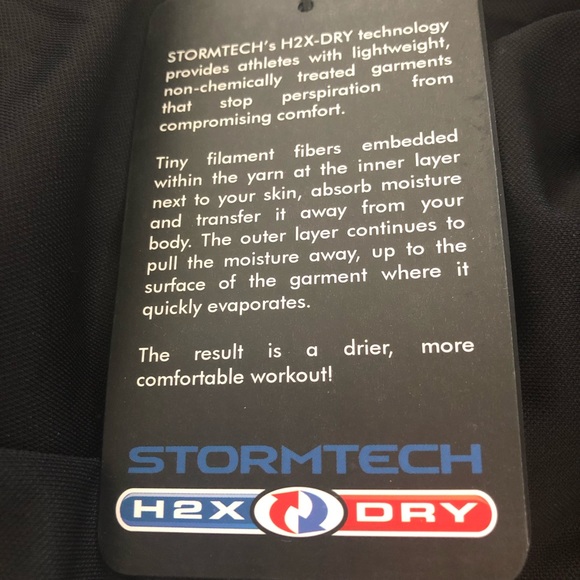 STORMTECH's H2X-DRY technology
provides athletes with lightweight,
non-chemically treated garments
that stop perspiration from
compromising comfort.
Tiny filament fibers embedded
within the yarn at the inner layer
next to your skin, absorb moisture
and transfer it away from your
body. The outer layer continues to
pull the moisture away, up to the
surface of the garment where it
quickly evaporates.
The result is a drier, more
comfortable workout!
STORMTECH
H2X DRY